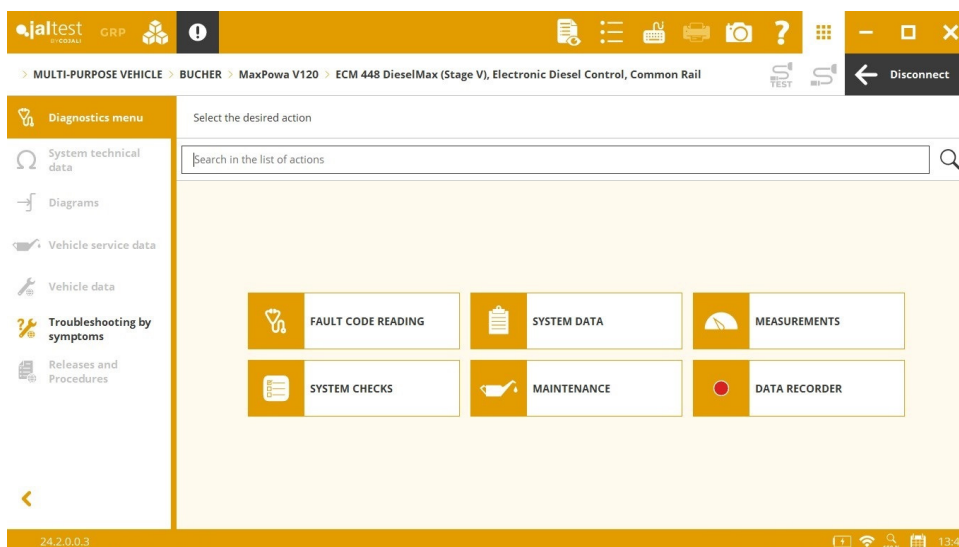 jaltest GRP
BY COJALI
> MULTI-PURPOSE VEHICLE > BUCHER > MaxPowa V120 > ECM 448 DieselMax (Stage V), Electronic Diesel Control, Common Rail
TEST
Disconnect
Diagnostics menu
Select the desired action
System technical
data
Search in the list of actions
Diagrams
Vehicle service data
Vehicle data
Troubleshooting by
symptoms
Releases and
Procedures
FAULT CODE READING
SYSTEM DATA
MEASUREMENTS
SYSTEM CHECKS
MAINTENANCE
DATA RECORDER
24.2.0.0.3
13:4